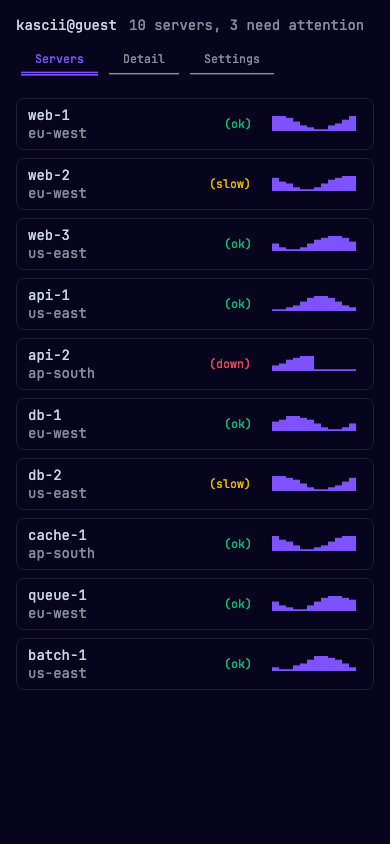 kascii@guest 10 servers, 3 need attention
Servers Detail Settings
web-1
eu-west
(ok)
web-2
eu-west
(slow)
web-3
us-east
(ok)
api-1
us-east
(ok)
api-2
ap-south
(down)
db-1
eu-west
(ok)
db-2
us-east
(slow)
cache-1
ap-south
(ok)
queue-1
eu-west
(ok)
batch-1
us-east
(ok)